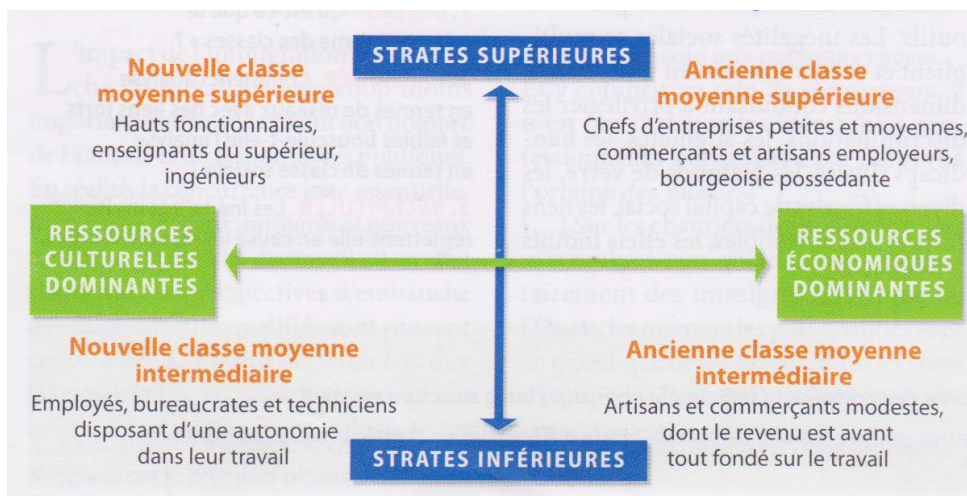 STRATES SUPÉRIEURES
Nouvelle classe
moyenne supérieure
Hauts fonctionnaires,
enseignants du supérieur,
ingénieurs
Ancienne classe
moyenne supérieure
Chefs d'entreprises petites et moyennes,
commerçants et artisans employeurs,
bourgeoisie possédante
RESSOURCES
CULTURELLES
DOMINANTES
RESSOURCES
ÉCONOMIQUES
DOMINANTES
Nouvelle classe moyenne
intermédiaire
Employés, bureaucrates et techniciens
disposant d'une autonomie
dans leur travail
Ancienne classe moyenne
intermédiaire
Artisans et commerçants modestes,
dont le revenu est avant
tout fondé sur le travail
STRATES INFÉRIEURES